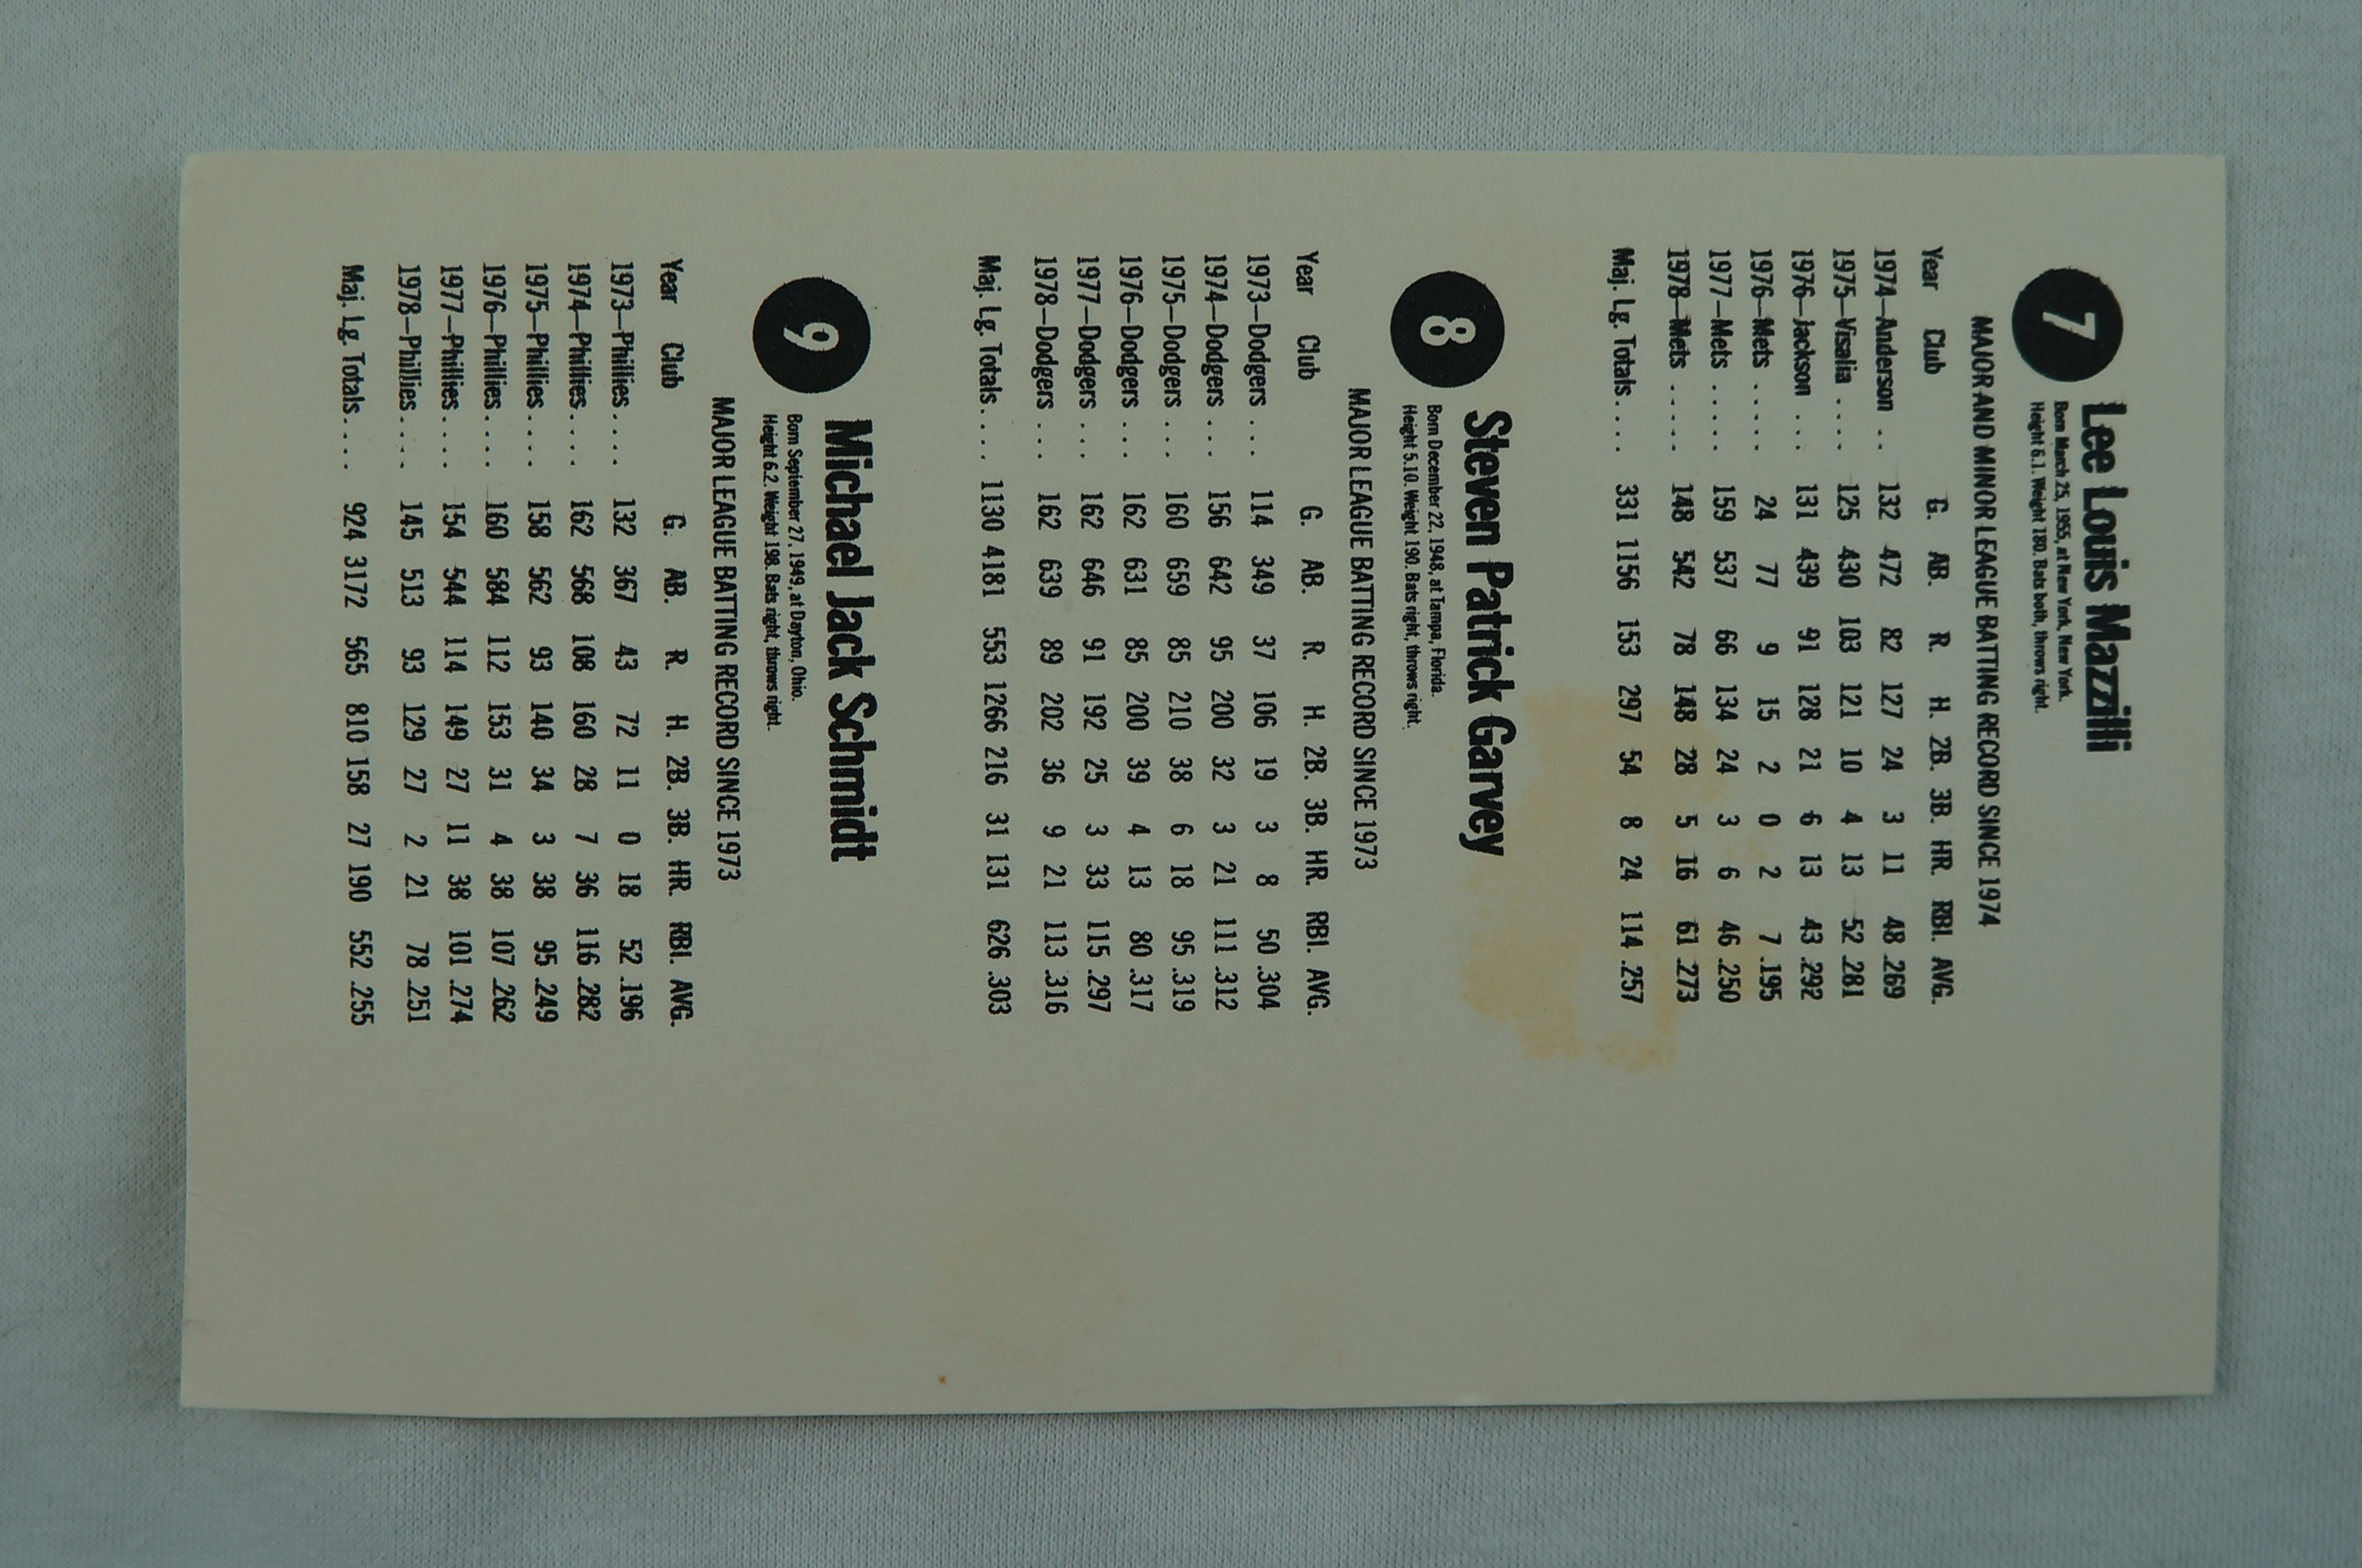 7 Lee Louis Mazzilli
Born March 25, 1955, at New York, New York.
Height 6.1. Weight 180. Bats both, throws right.
MAJOR AND MINOR LEAGUE BATTING RECORD SINCE 1974
Year Club G. AB. R H. 2B. 3B. HR. RBI. AVG.
1974—Anderson . . 132 472 82 127 24 3 11 48 .269
1975—Visalia . . . . 125 430 103 121 10 4 13 52 .281
1976—Jackson . . . 131 439 91 128 21 6 13 43 .292
1976—Mets . . . . . 24 77 9 15 2 0 2 7 .195
1977—Mets . . . . . . 159 537 66 134 24 3 6 46 .250
1978—Mets . . . . . . 148 542 78 148 28 5 16 61 .273
Maj. Lg. Totals. . . . 331 1156 153 297 54 8 24 114 .257
8 Steven Patrick Garvey
Born December 22, 1948, at Tampa, Florida.
Height 5.10. Weight 190. Bats right, throws right.
MAJOR LEAGUE BATTING RECORD SINCE 1973
Year Club G. AB. R. H. 2B. 3B. HR. RBI. AVG.
1973—Dodgers . . . 114 349 37 106 19 3 8 50 .304
1974—Dodgers . . . 156 642 95 200 32 3 21 111 .312
1975—Dodgers . . . 160 659 85 210 38 6 18 95 .319
1976—Dodgers . . . 162 631 85 200 39 4 13 80 .317
1977—Dodgers . . . 162 646 91 192 25 3 33 115 .297
1978—Dodgers . . . 162 639 89 202 36 9 21 113 .316
Maj. Lg. Totals. . . . 1130 4181 553 1266 216 31 131 626 .303
9 Michael Jack Schmidt
Born September 27, 1949, at Dayton, Ohio.
Height 6.2. Weight 198. Bats right, throws right.
MAJOR LEAGUE BATTING RECORD SINCE 1973
Year Club G. AB. R. H. 2B. 3B. HR. RBI. AVG.
1973—Phillies . . . . 132 367 43 72 11 0 18 52 .196
1974—Phillies. . . . 162 568 108 160 28 7 36 116 .282
1975—Phillies . . . . 158 562 93 140 34 3 38 95 .249
1976—Phillies . . . . 160 584 112 153 31 4 38 107 .262
1977—Phillies . . . . 154 544 114 149 27 11 38 101 .274
1978—Phillies . . . . 145 513 93 129 27 2 21 78 .251
Maj. Lg. Totals. . . . 924 3172 565 810 158 27 190 552 .255